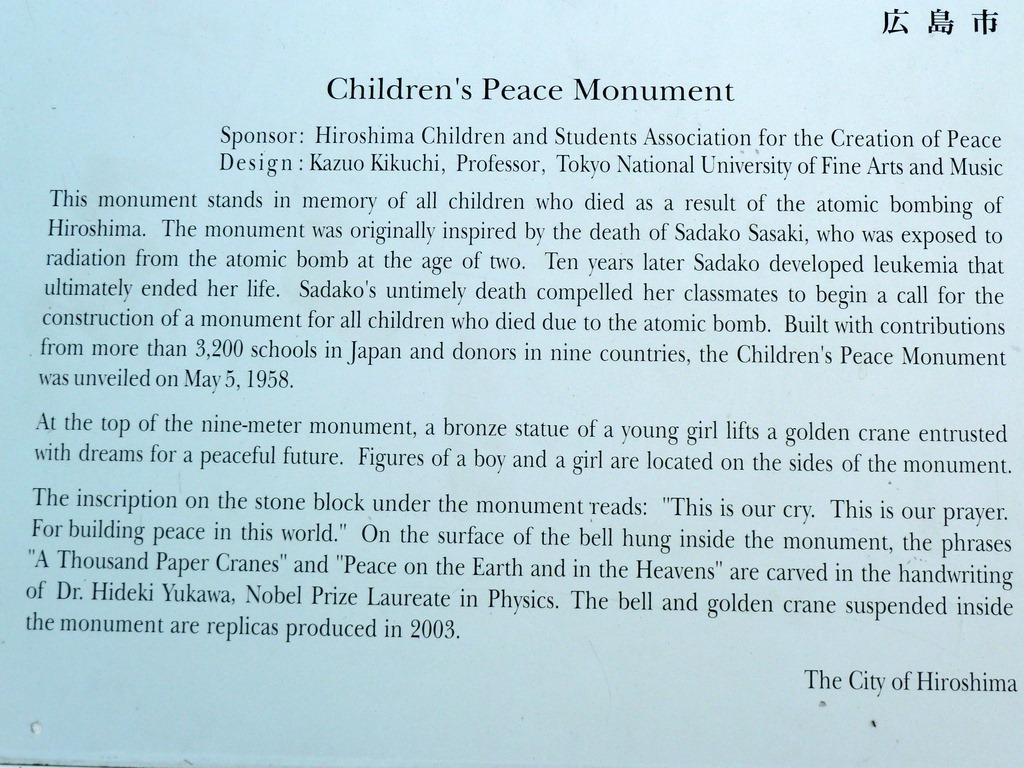 広島市
Children's Peace Monument
Sponsor: Hiroshima Children and Students Association for the Creation of Peace
Design: Kazuo Kikuchi, Professor, Tokyo National University of Fine Arts and Music
This monument stands in memory of all children who died as a result of the atomic bombing of
Hiroshima. The monument was originally inspired by the death of Sadako Sasaki, who was exposed to
radiation from the atomic bomb at the age of two. Ten years later Sadako developed leukemia that
ultimately ended her life. Sadako's untimely death compelled her classmates to begin a call for the
construction of a monument for all children who died due to the atomic bomb. Built with contributions
from more than 3,200 schools in Japan and donors in nine countries, the Children's Peace Monument
was unveiled on May 5, 1958.
At the top of the nine-meter monument, a bronze statue of a young girl lifts a golden crane entrusted
with dreams for a peaceful future. Figures of a boy and a girl are located on the sides of the monument.
The inscription on the stone block under the monument reads: "This is our cry. This is our prayer.
For building peace in this world." On the surface of the bell hung inside the monument, the phrases
"A Thousand Paper Cranes" and "Peace on the Earth and in the Heavens" are carved in the handwriting
of Dr. Hideki Yukawa, Nobel Prize Laureate in Physics. The bell and golden crane suspended inside
the monument are replicas produced in 2003.
The City of Hiroshima